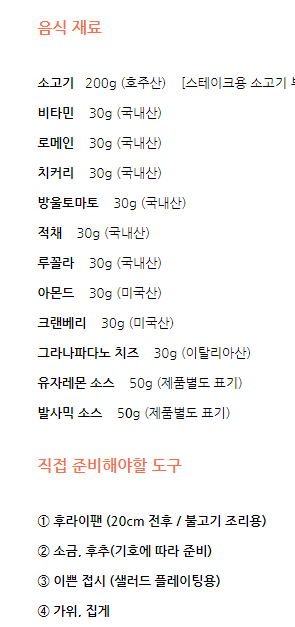 음식 재료
소고기 200g (호주산) [스테이크용 소고기
비타민 30g (국내산)
로메인 30g (국내산)
치커리 30g (국내산)
방울토마토 30g (국내산)
적채 30g (국내산)
루꼴라 30g (국내산)
아몬드 30g (미국산)
크랜베리 30g (미국산)
그라나파다노 치즈 30g (이탈리아산)
유자레몬 소스 50g (제품별도 표기)
발사믹 소스 50g (제품별도 표기)
직접 준비해야할 도구
① 후라이팬 (20cm 전후 / 불고기 조리용)
② 소금, 후추(기호에 따라 준비)
③ 이쁜 접시 (샐러드 플레이팅용)
④ 가위, 집게